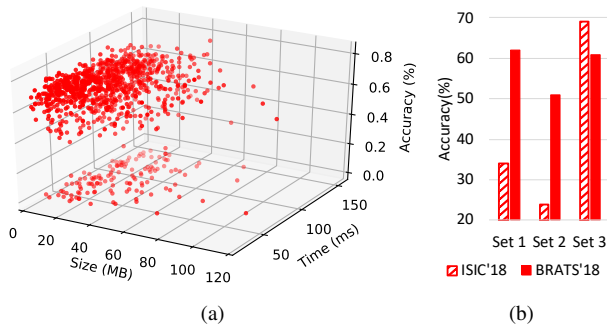 0.8
0.6
0.4
0.2
0.0
Accuracy (%)
0
20
40
60
80
100
120
Size (MB)
50
100
150
Time (ms)
(a)
70
60
50
40
30
20
Accuracy(%)
Set 1 Set 2 Set 3
ISIC'18 BRATS'18
(b)